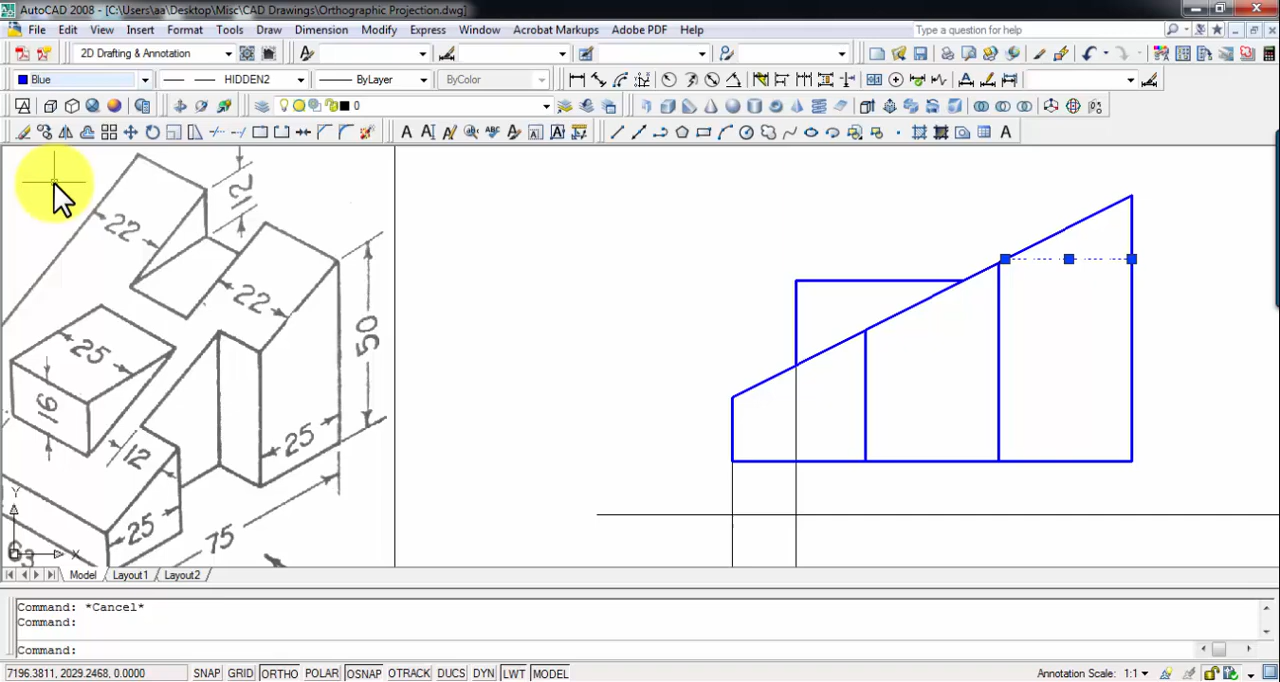 AutoCAD 2008 - [C:\Users\aa\Desktop\Misc\CAD Drawings\Orthographic Projection.dwg]
File Edit View Insert Format Tools Draw Dimension Modify Express Window Acrobat Markups Adobe PDF Help
Type a question for help
2D Drafting & Annotation
Blue
HIDDEN2
ByLayer
ByColor
0
12
22
22
50
25
16
12
25
25
75
63
Y
X
Model Layout1 Layout2
Command: *Cancel*
Command:
Command:
7196.3811, 2029.2468, 0.0000
SNAP GRID ORTHO POLAR OSNAP OTRACK DUCS DYN LWT MODEL
Annotation Scale: 1:1